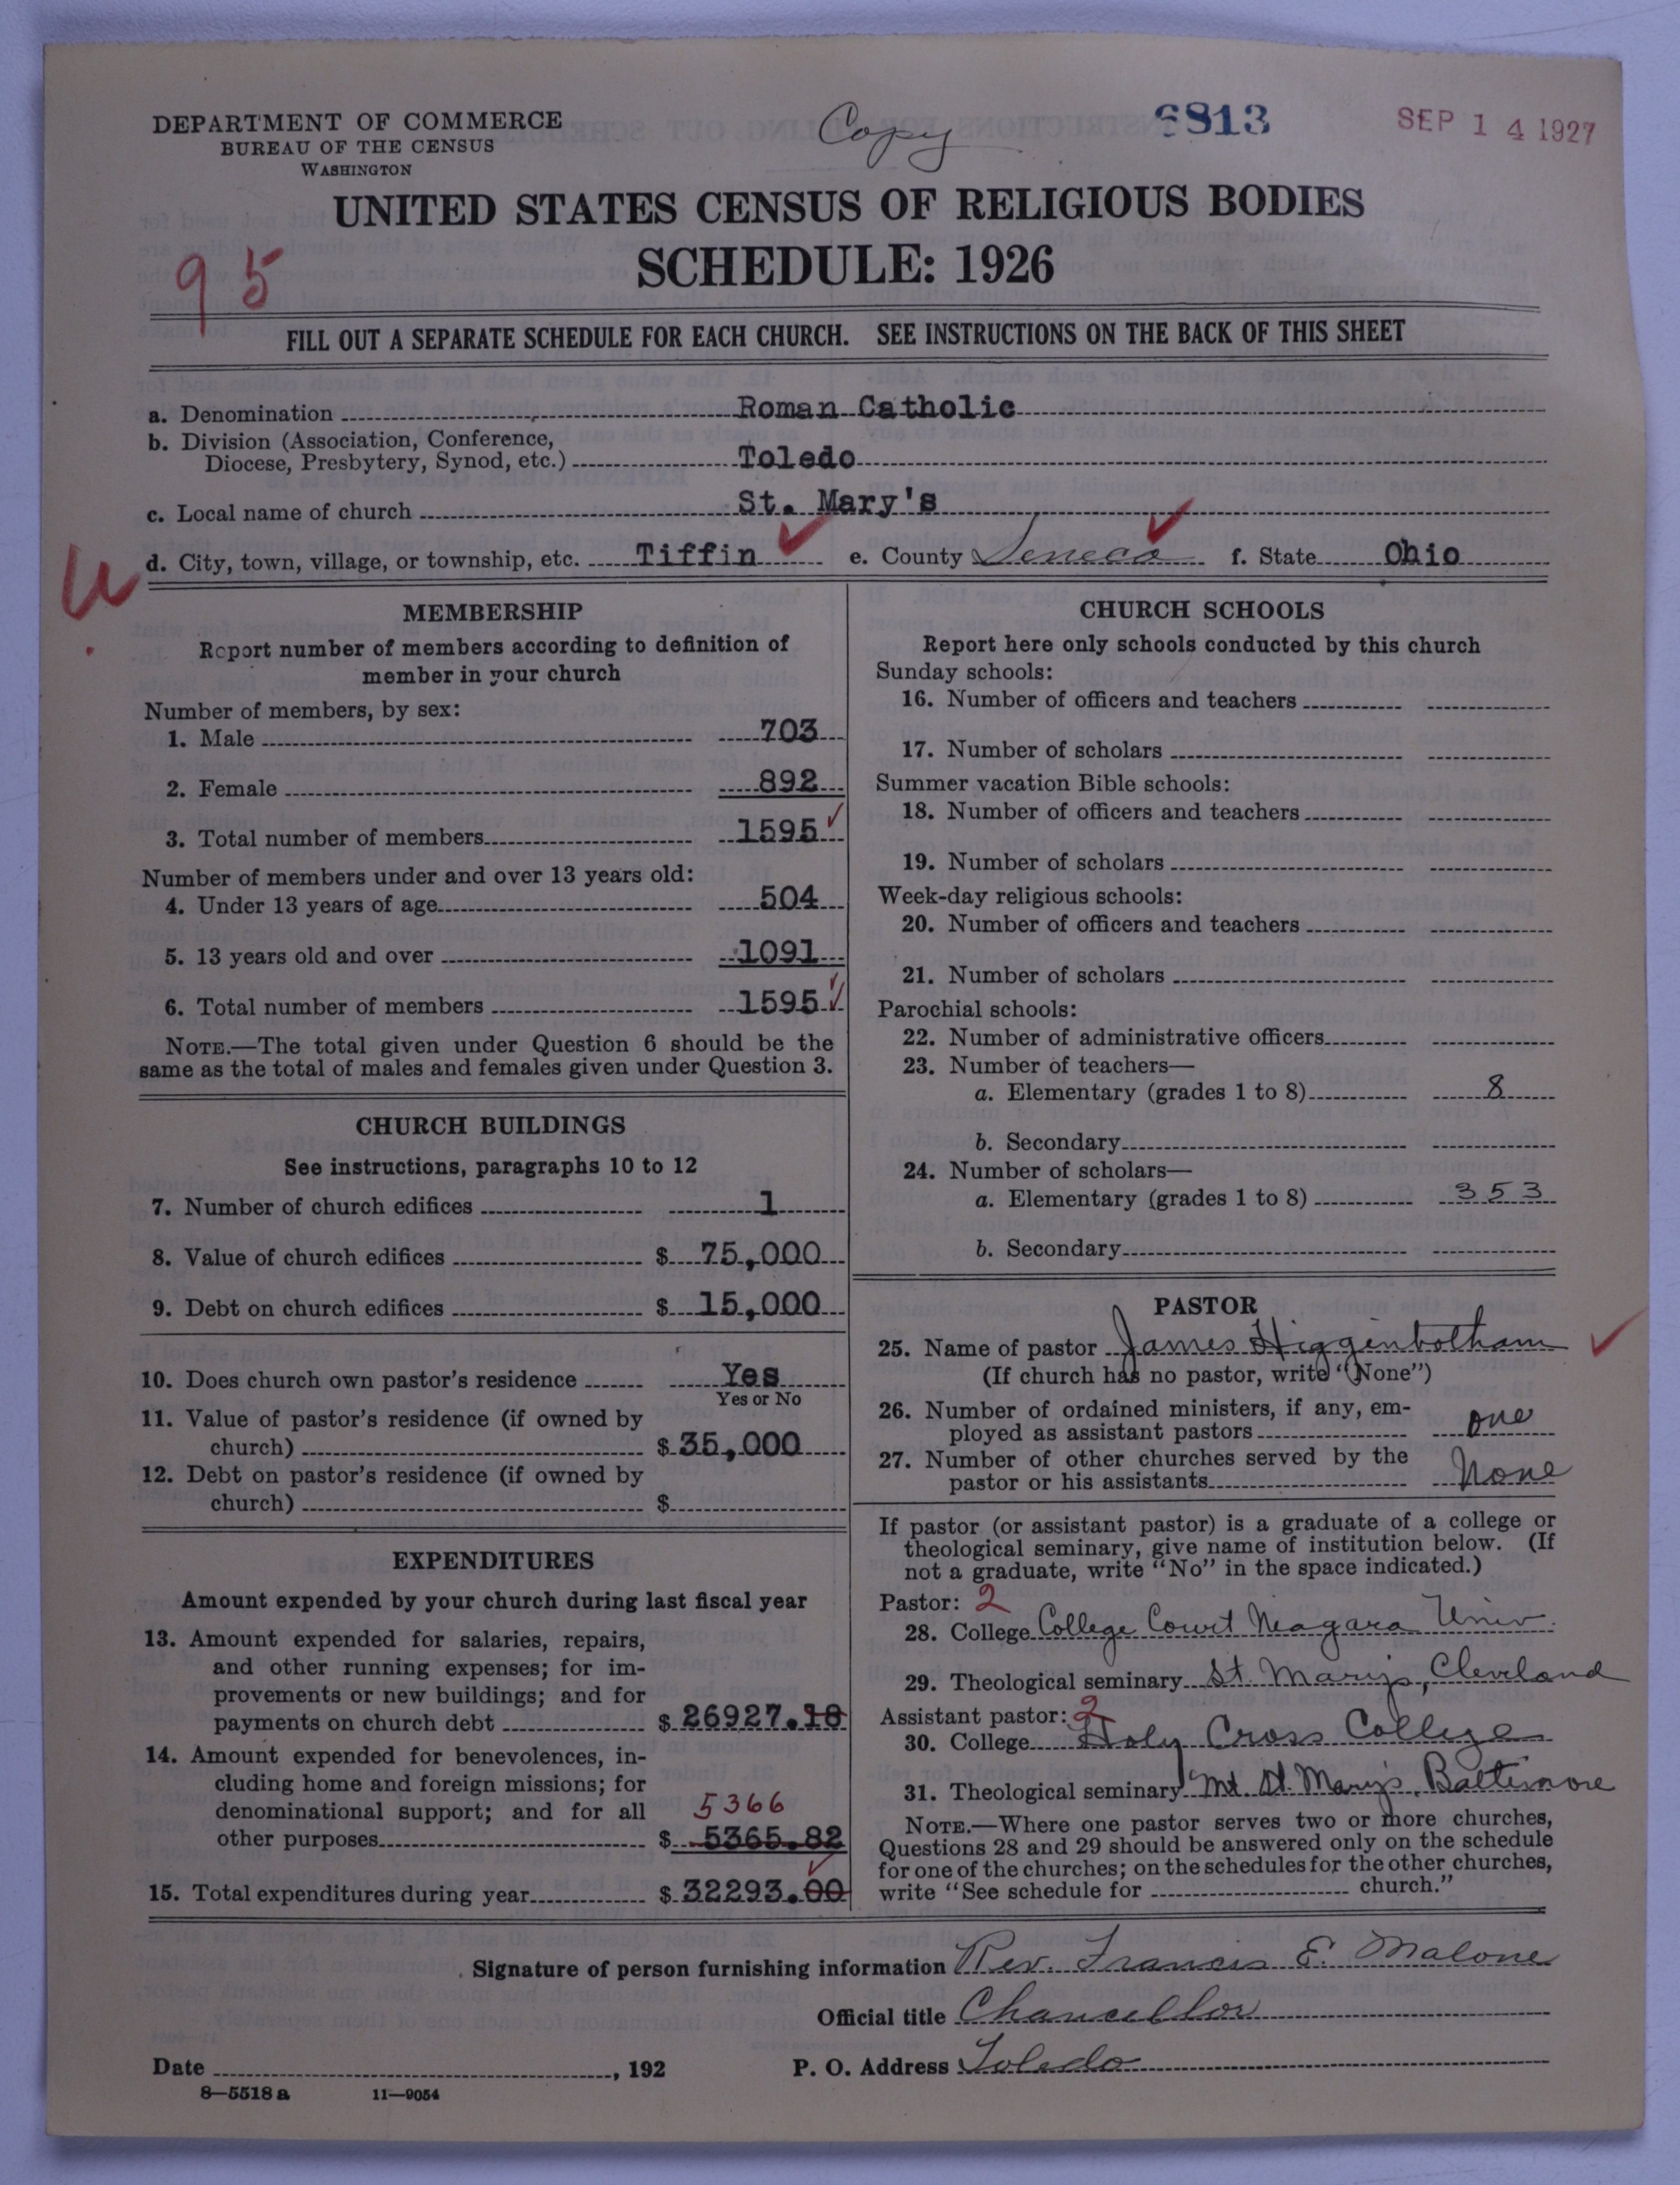 DEPARTMENT OF COMMERCE
BUREAU OF THE CENSUS
WASHINGTON
Copy
6813
SEP 14 1927
UNITED STATES CENSUS OF RELIGIOUS BODIES
SCHEDULE: 1926
95
FILL OUT A SEPARATE SCHEDULE FOR EACH CHURCH. SEE INSTRUCTIONS ON THE BACK OF THIS SHEET
a. Denomination Roman Catholic
b. Division (Association, Conference,
Diocese, Presbytery, Synod, etc.) Toledo
c. Local name of church St. Mary's
d. City, town, village, or township, etc. Tiffin e. County Seneca f. State Ohio
MEMBERSHIP
Report number of members according to definition of
member in your church
Number of members, by sex:
1. Male 703
2. Female 892
3. Total number of members 1595
Number of members under and over 13 years old:
4. Under 13 years of age 504
5. 13 years old and over 1091
6. Total number of members 1595
NOTE.—The total given under Question 6 should be the
same as the total of males and females given under Question 3.
CHURCH BUILDINGS
See instructions, paragraphs 10 to 12
7. Number of church edifices 1
8. Value of church edifices $ 75,000
9. Debt on church edifices $ 15,000
10. Does church own pastor's residence Yes
Yes or No
11. Value of pastor's residence (if owned by
church) $ 35,000
12. Debt on pastor's residence (if owned by
church) $
EXPENDITURES
Amount expended by your church during last fiscal year
13. Amount expended for salaries, repairs,
and other running expenses; for im-
provements or new buildings; and for
payments on church debt $ 26927.18
14. Amount expended for benevolences, in-
cluding home and foreign missions; for
denominational support; and for all 5366
other purposes $ 5365.82
15. Total expenditures during year $ 32293.00
CHURCH SCHOOLS
Report here only schools conducted by this church
Sunday schools:
16. Number of officers and teachers
17. Number of scholars
Summer vacation Bible schools:
18. Number of officers and teachers
19. Number of scholars
Week-day religious schools:
20. Number of officers and teachers
21. Number of scholars
Parochial schools:
22. Number of administrative officers
23. Number of teachers—
a. Elementary (grades 1 to 8) 8
b. Secondary
24. Number of scholars—
a. Elementary (grades 1 to 8) 353
b. Secondary
PASTOR
25. Name of pastor James Higginbotham
(If church has no pastor, write "None")
26. Number of ordained ministers, if any, em-
ployed as assistant pastors one
27. Number of other churches served by the
pastor or his assistants None
If pastor (or assistant pastor) is a graduate of a college or
theological seminary, give name of institution below. (If
not a graduate, write "No" in the space indicated.)
Pastor: 2
28. College College Court Neagara Univ.
29. Theological seminary St. Mary's, Cleveland
Assistant pastor: 2
30. College Holy Cross College
31. Theological seminary Mt. St. Mary's. Baltimore
NOTE.—Where one pastor serves two or more churches,
Questions 28 and 29 should be answered only on the schedule
for one of the churches; on the schedules for the other churches,
write "See schedule for church."
Signature of person furnishing information Rev. Francis E. Malone
Official title Chancellor
Date , 192 P. O. Address Toledo
8—5518 a 11—9054